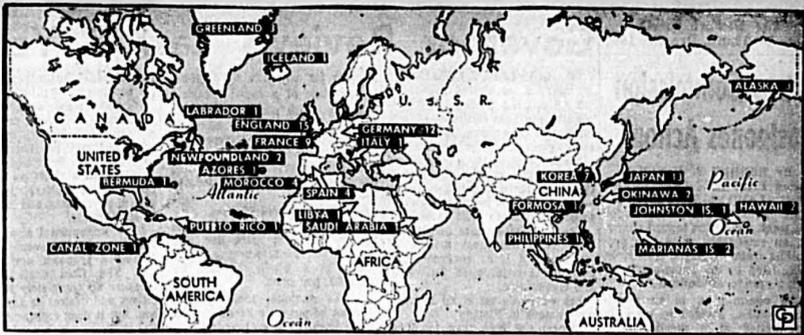 GREENLAND 3
ICELAND 1
ALASKA 3
LABRADOR 1
U. S. S. R.
CANADA
ENGLAND 15
GERMANY 12
FRANCE 9
ITALY 1
UNITED
STATES
NEWFOUNDLAND 2
AZORES 1
BERMUDA 1
MOROCCO 4
Atlantic
SPAIN 4
KOREA 7
JAPAN 13
Pacific
CHINA
OKINAWA 2
FORMOSA 1
JOHNSTON IS. 1
HAWAII 2
LIBYA 1
PUERTO RICO 1
SAUDI ARABIA 1
Ocean
PHILIPPINES 1
MARIANAS IS. 2
CANAL ZONE 1
AFRICA
SOUTH
AMERICA
Ocean
AUSTRALIA
CP